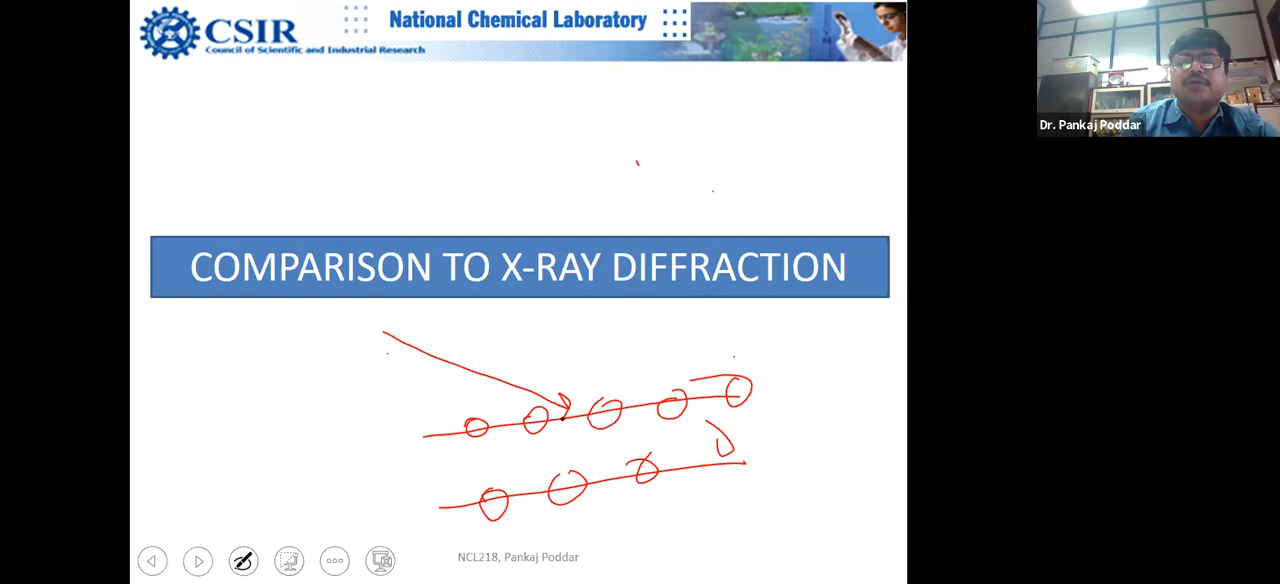 CSIR
Council of Scientific and Industrial Research
National Chemical Laboratory
Dr. Pankaj Poddar
COMPARISON TO X-RAY DIFFRACTION
NCL218, Pankaj Poddar